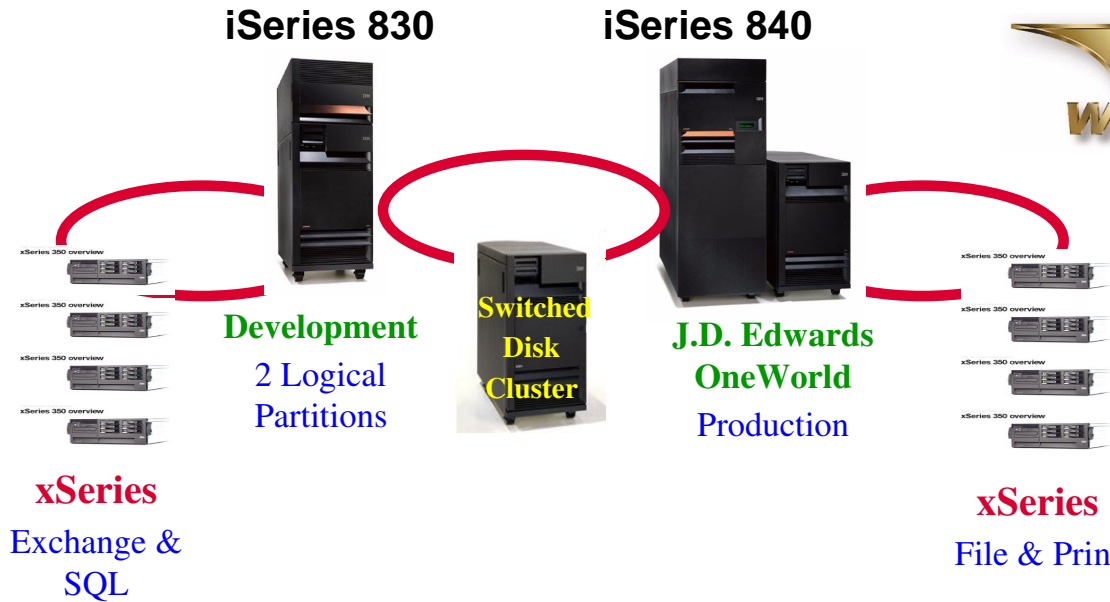 iSeries 830
iSeries 840
W
xSeries 350 overview
xSeries 350 overview
xSeries 350 overview
xSeries 350 overview
Development
2 Logical
Partitions
Switched
Disk
Cluster
J.D. Edwards
OneWorld
Production
xSeries 350 overview
xSeries 350 overview
xSeries 350 overview
xSeries 350 overview
xSeries
Exchange &
SQL
xSeries
File & Prin